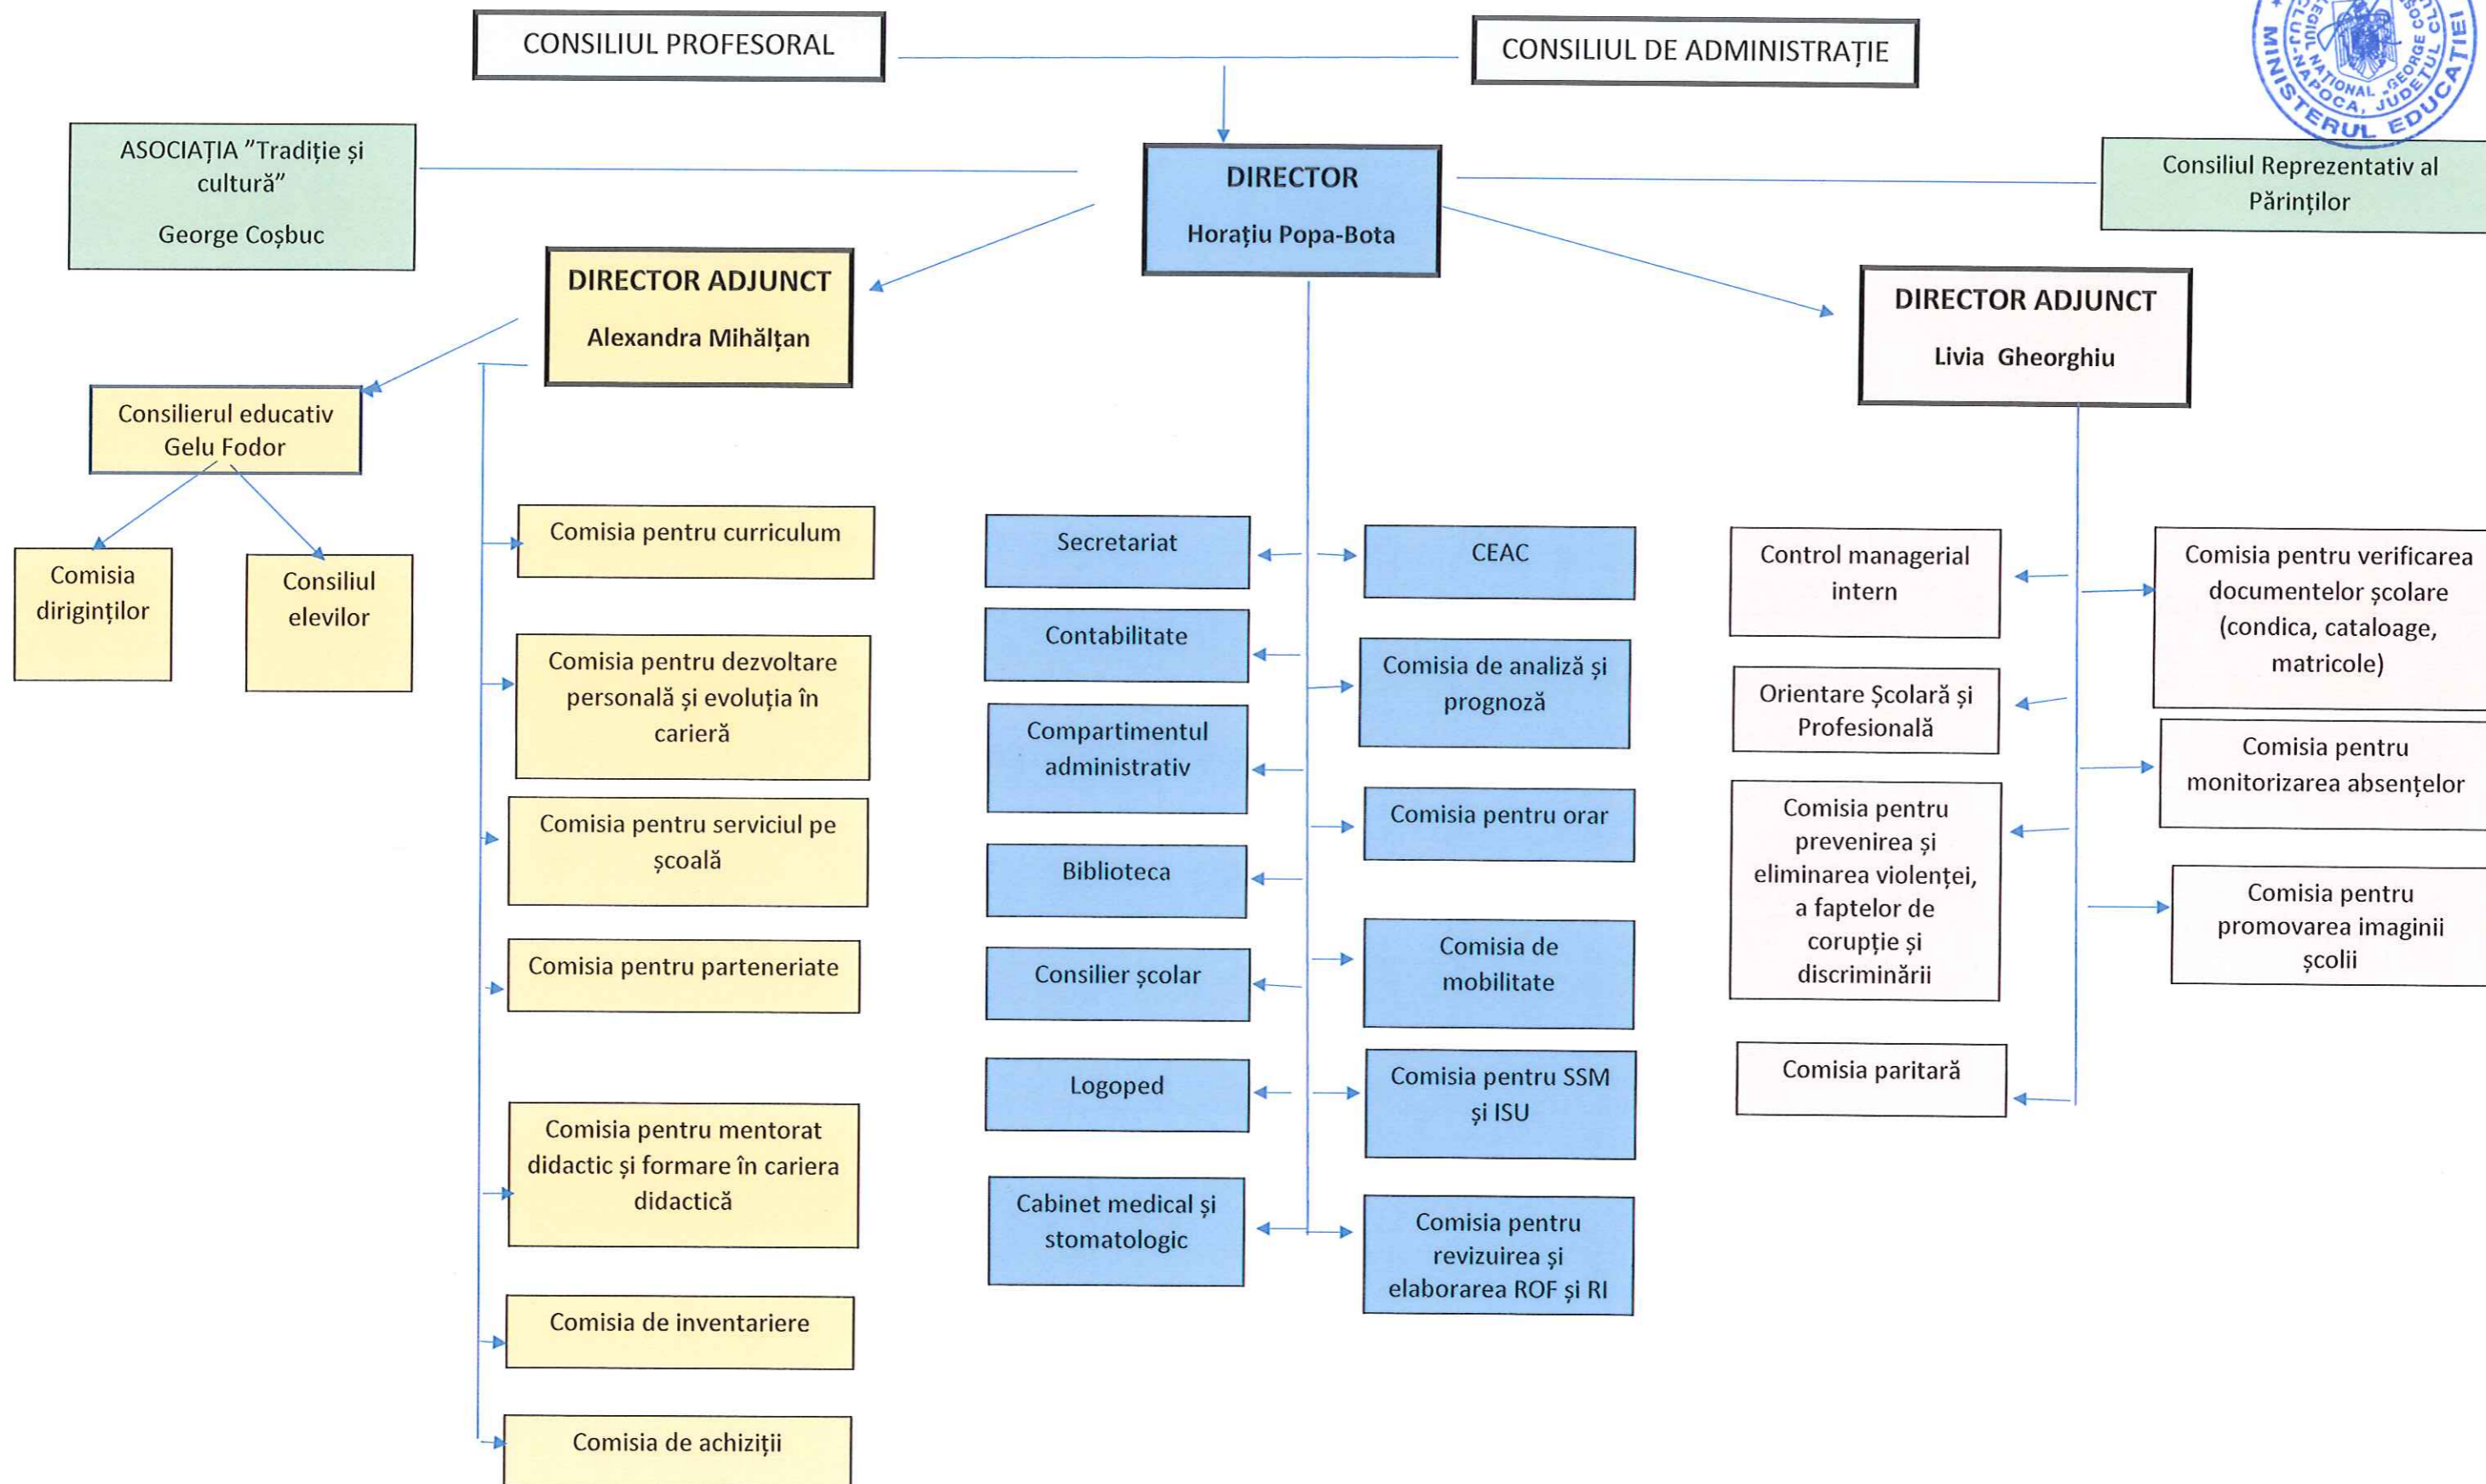 CONSILIUL PROFESORAL
CONSILIUL DE ADMINISTRAȚIE
MINISTERUL EDUCAȚIEI
CLUJ-NAPOCA, JUDEȚUL CLUJ
NAȚIONAL „GEORGE
ASOCIAȚIA ”Tradiție și
cultură”
George Coșbuc
DIRECTOR
Horațiu Popa-Bota
Consiliul Reprezentativ al
Părinților
DIRECTOR ADJUNCT
Alexandra Mihălțan
DIRECTOR ADJUNCT
Livia Gheorghiu
Consilierul educativ
Gelu Fodor
Comisia
diriginților
Consiliul
elevilor
Comisia pentru curriculum
Comisia pentru dezvoltare
personală și evoluția în
carieră
Comisia pentru serviciul pe
școală
Comisia pentru parteneriate
Comisia pentru mentorat
didactic și formare în cariera
didactică
Comisia de inventariere
Comisia de achiziții
Secretariat
Contabilitate
Compartimentul
administrativ
Biblioteca
Consilier școlar
Logoped
Cabinet medical și
stomatologic
CEAC
Comisia de analiză și
prognoză
Comisia pentru orar
Comisia de
mobilitate
Comisia pentru SSM
și ISU
Comisia pentru
revizuirea și
elaborarea ROF și RI
Control managerial
intern
Orientare Școlară și
Profesională
Comisia pentru
prevenirea și
eliminarea violenței,
a faptelor de
corupție și
discriminării
Comisia paritară
Comisia pentru verificarea
documentelor școlare
(condica, cataloage,
matricole)
Comisia pentru
monitorizarea absențelor
Comisia pentru
promovarea imaginii
școlii